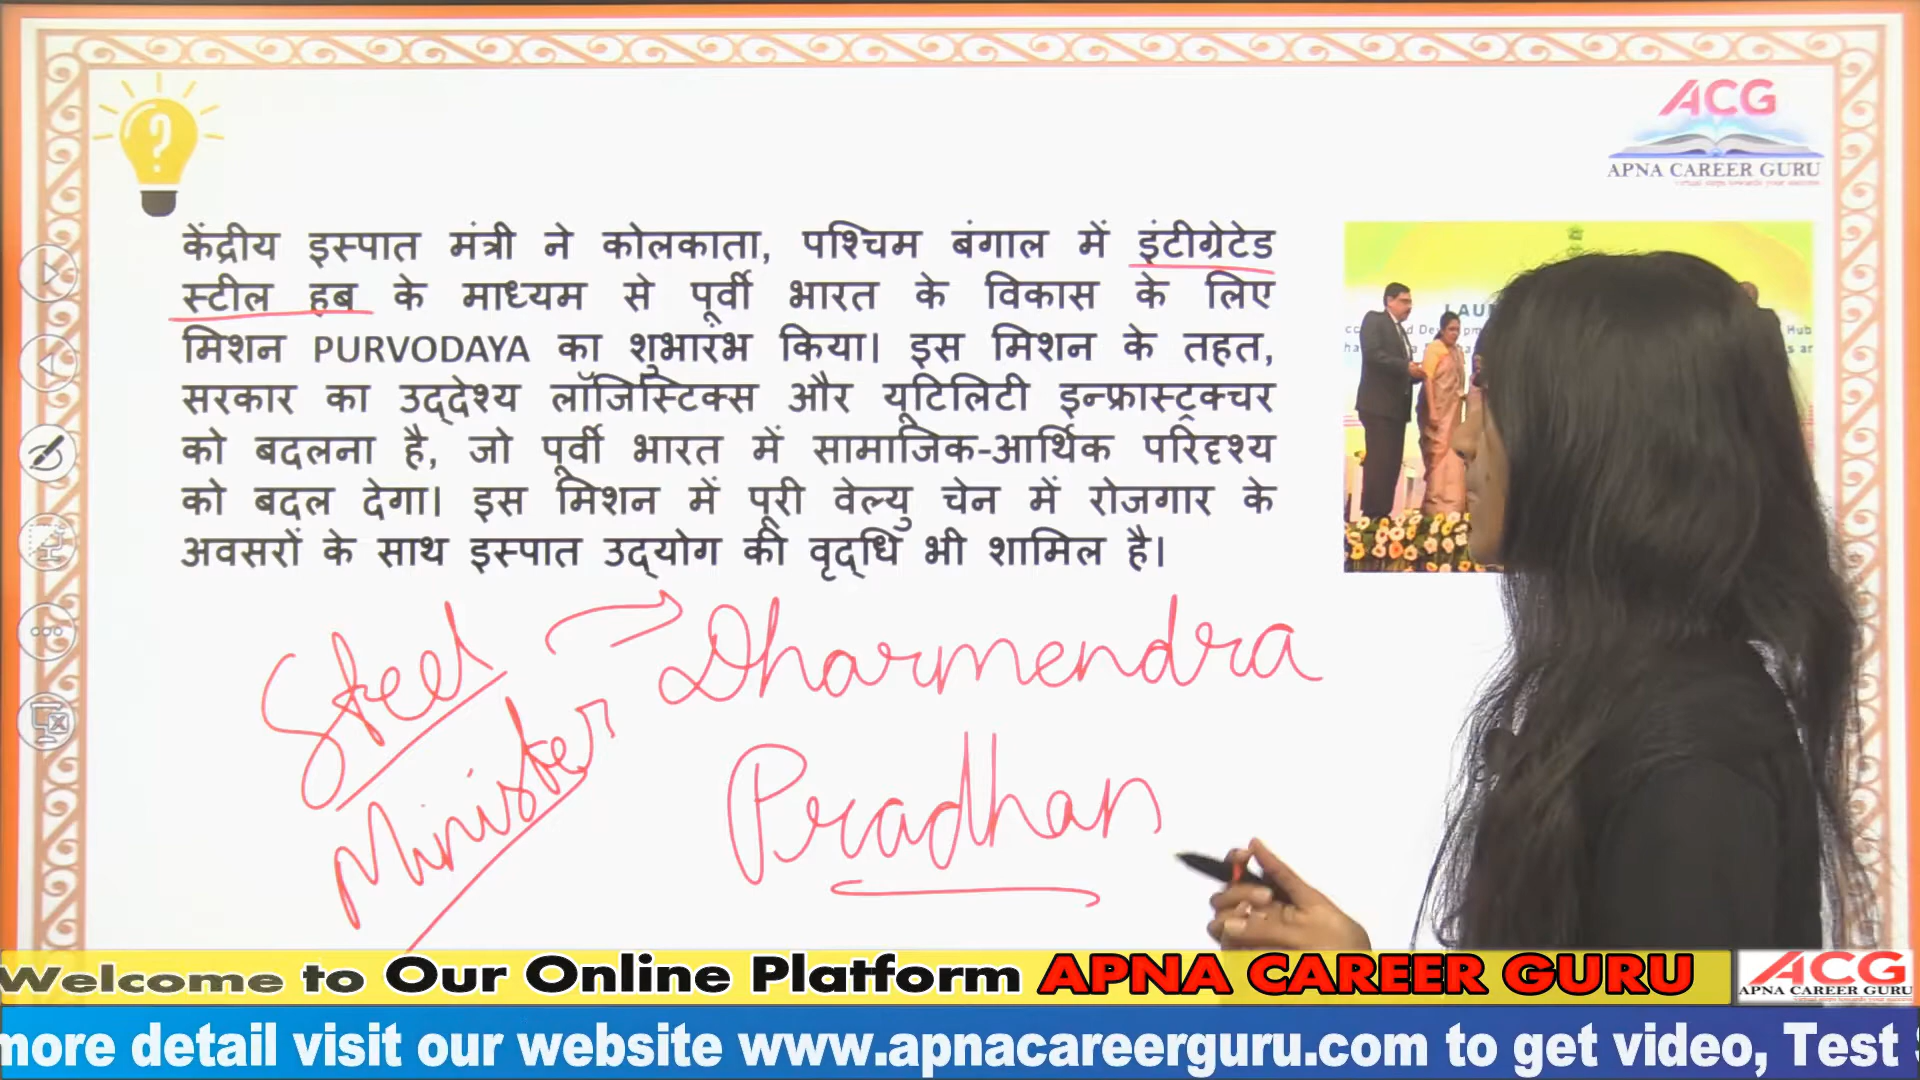 ACG
APNA CAREER GURU
केंद्रीय इस्पात मंत्री ने कोलकाता, पश्चिम बंगाल में इंटीग्रेटेड
स्टील हब के माध्यम से पूर्वी भारत के विकास के लिए
मिशन PURVODAYA का शुभारंभ किया। इस मिशन के तहत,
सरकार का उद्देश्य लॉजिस्टिक्स और यूटिलिटी इन्फ्रास्ट्रक्चर
को बदलना है, जो पूर्वी भारत में सामाजिक-आर्थिक परिदृश्य
को बदल देगा। इस मिशन में पूरी वेल्यु चेन में रोजगार के
अवसरों के साथ इस्पात उद्योग की वृद्धि भी शामिल है।
Hub
Steel
Minister
Dharmendra
Pradhan
Welcome to Our Online Platform APNA CAREER GURU
ACG
APNA CAREER GURU
more detail visit our website www.apnacareerguru.com to get video, Test